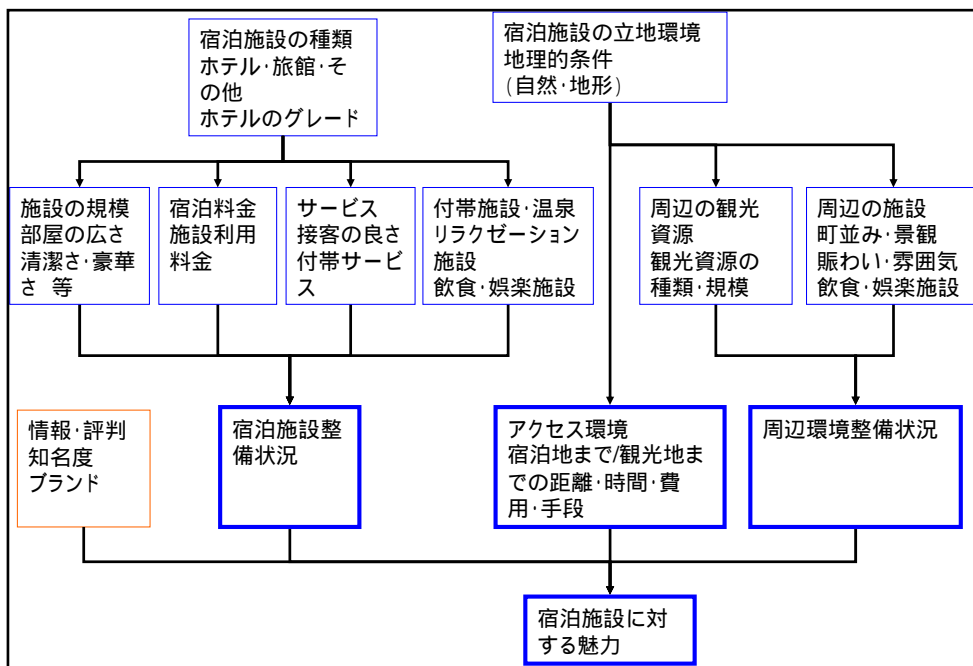 宿泊施設の種類
ホテル･旅館･そ
の他
ホテルのグレード
宿泊施設の立地環境
地理的条件
(自然･地形)
施設の規模
部屋の広さ
清潔さ･豪華
さ 等
宿泊料金
施設利用
料金
サービス
接客の良さ
付帯サービ
ス
付帯施設･温泉
リラクゼーション
施設
飲食･娯楽施設
周辺の観光
資源
観光資源の
種類･規模
周辺の施設
町並み･景観
賑わい･雰囲気
飲食･娯楽施設
情報･評判
知名度
ブランド
宿泊施設整
備状況
アクセス環境
宿泊地まで/観光地ま
での距離･時間･費
用･手段
周辺環境整備状況
宿泊施設に対
する魅力